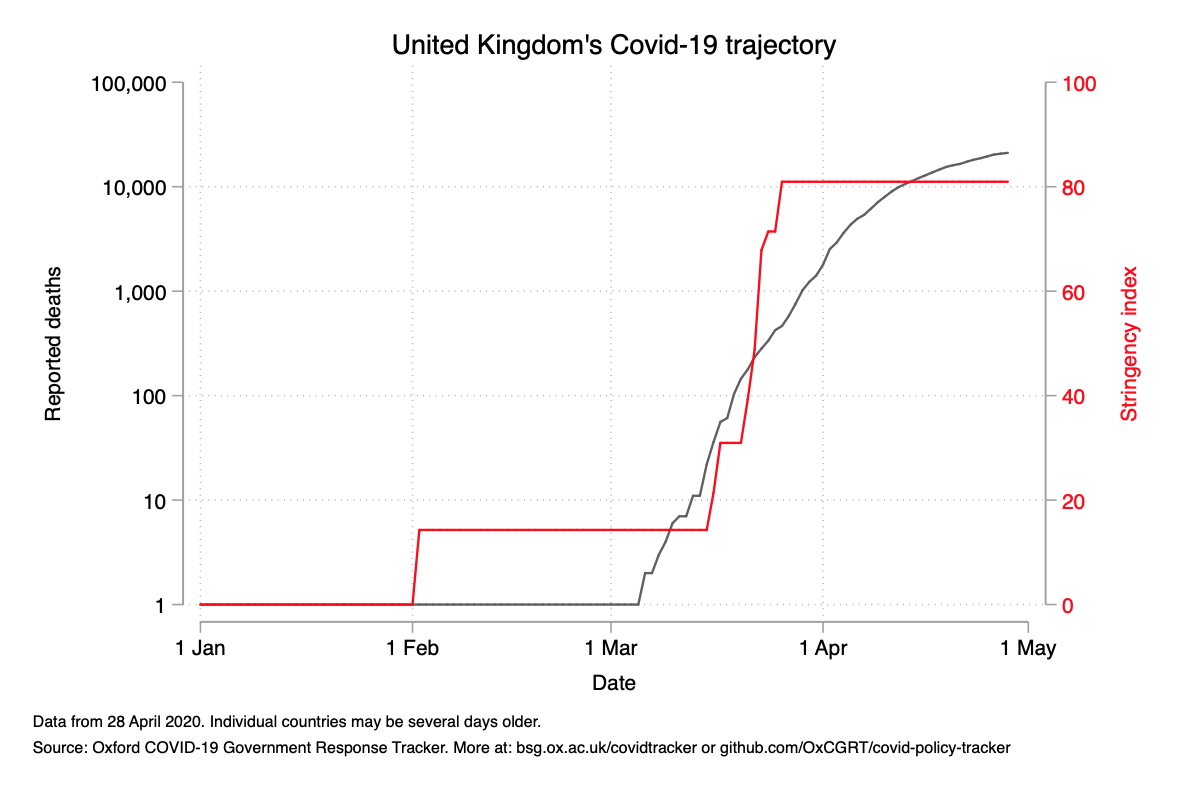 United Kingdom's Covid-19 trajectory
100,000
10,000
1,000
100
10
1
Reported deaths
100
80
60
40
20
0
Stringency index
1 Jan 1 Feb 1 Mar 1 Apr 1 May
Date
Data from 28 April 2020. Individual countries may be several days older.
Source: Oxford COVID-19 Government Response Tracker. More at: bsg.ox.ac.uk/covidtracker or github.com/OxCGRT/covid-policy-tracker